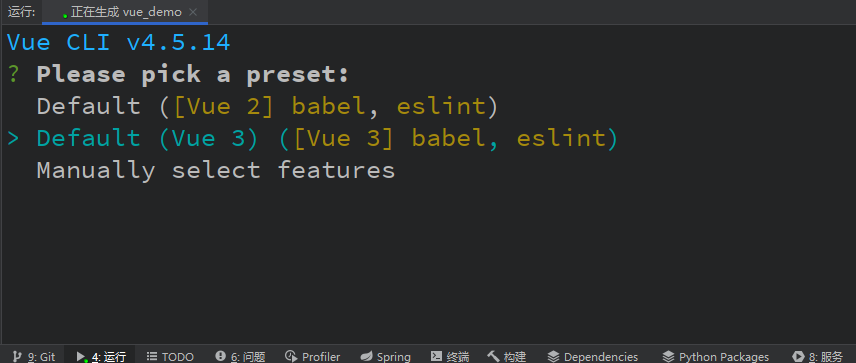 运行: 正在生成 vue_demo ×
Vue CLI v4.5.14
? Please pick a preset:
Default ([Vue 2] babel, eslint)
> Default (Vue 3) ([Vue 3] babel, eslint)
Manually select features
9: Git 4: 运行 TODO 6: 问题 Profiler Spring 终端 构建 Dependencies Python Packages 8: 服务